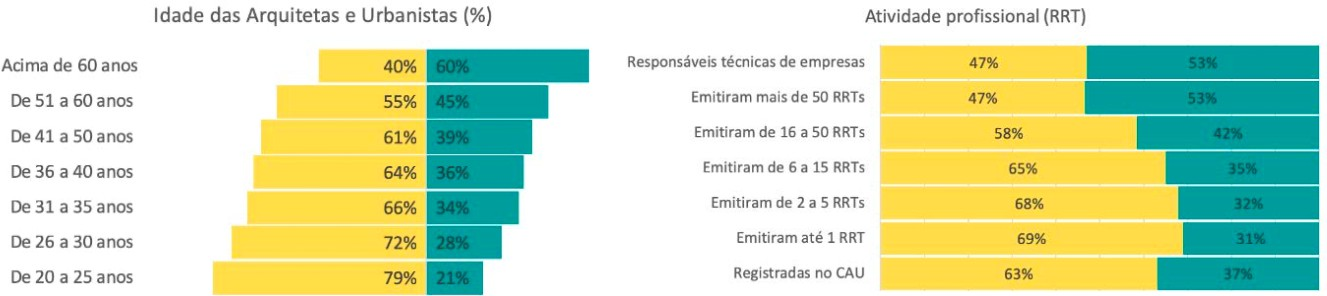 Idade das Arquitetas e Urbanistas (%)
Acima de 60 anos 40% 60%
De 51 a 60 anos 55% 45%
De 41 a 50 anos 61% 39%
De 36 a 40 anos 64% 36%
De 31 a 35 anos 66% 34%
De 26 a 30 anos 72% 28%
De 20 a 25 anos 79% 21%
Atividade profissional (RRT)
Responsáveis técnicas de empresas 47% 53%
Emitiram mais de 50 RRTs 47% 53%
Emitiram de 16 a 50 RRTs 58% 42%
Emitiram de 6 a 15 RRTs 65% 35%
Emitiram de 2 a 5 RRTs 68% 32%
Emitiram até 1 RRT 69% 31%
Registradas no CAU 63% 37%